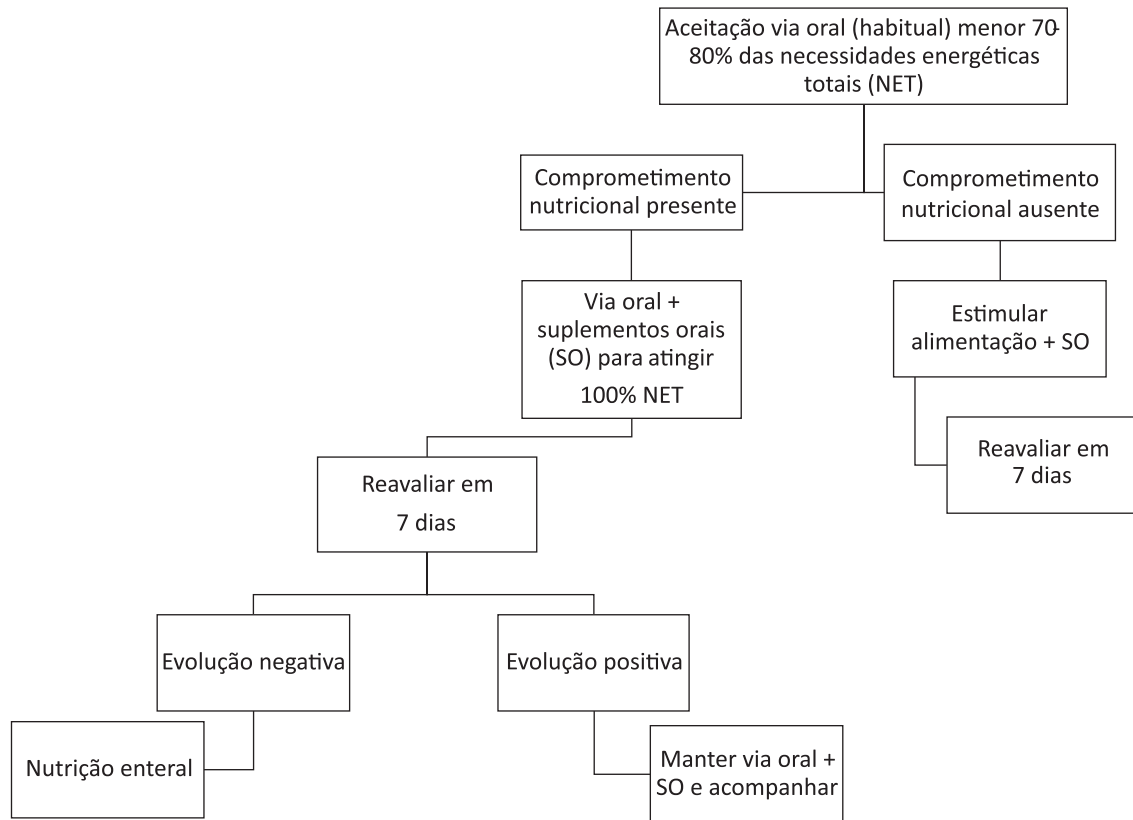 Aceitação via oral (habitual) menor 70-
80% das necessidades energéticas
totais (NET)
Comprometimento
nutricional presente
Comprometimento
nutricional ausente
Via oral +
suplementos orais
(SO) para atingir
100% NET
Estimular
alimentação + SO
Reavaliar em
7 dias
Reavaliar em
7 dias
Evolução negativa
Evolução positiva
Nutrição enteral
Manter via oral +
SO e acompanhar